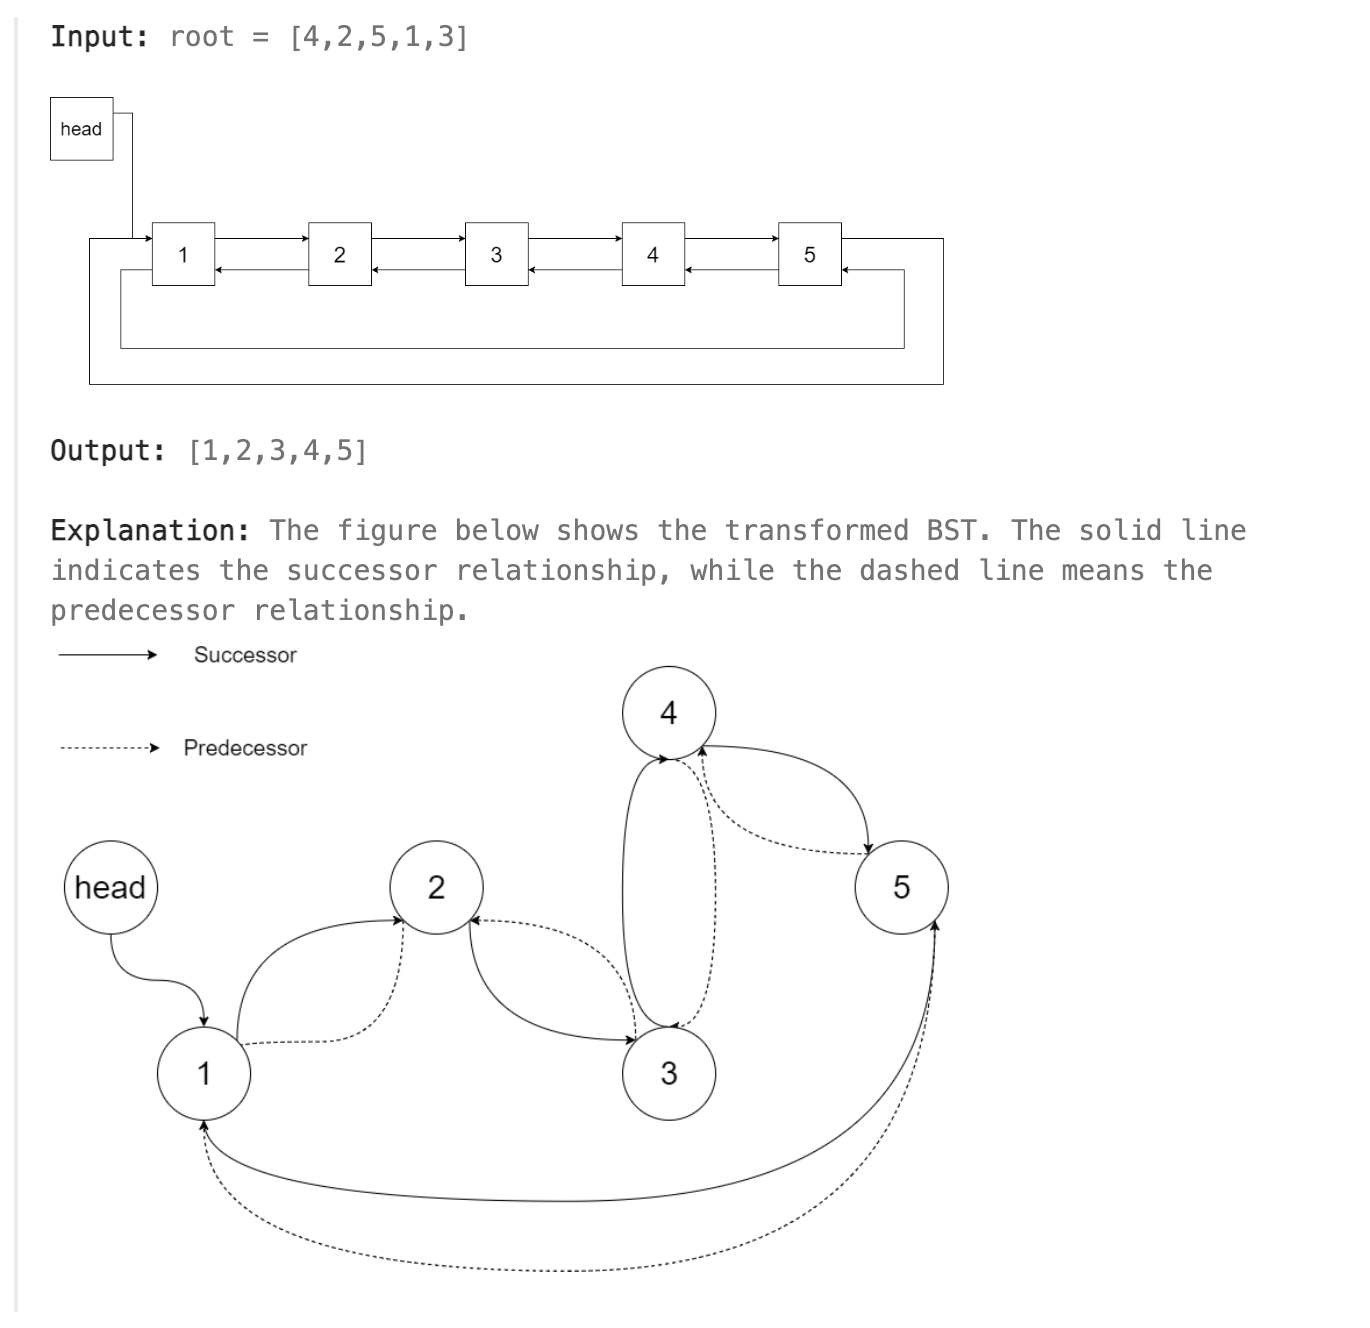 Input: root = [4,2,5,1,3]
head
1 2 3 4 5
Output: [1,2,3,4,5]
Explanation: The figure below shows the transformed BST. The solid line
indicates the successor relationship, while the dashed line means the
predecessor relationship.
Successor
4
Predecessor
head 2 5
1 3